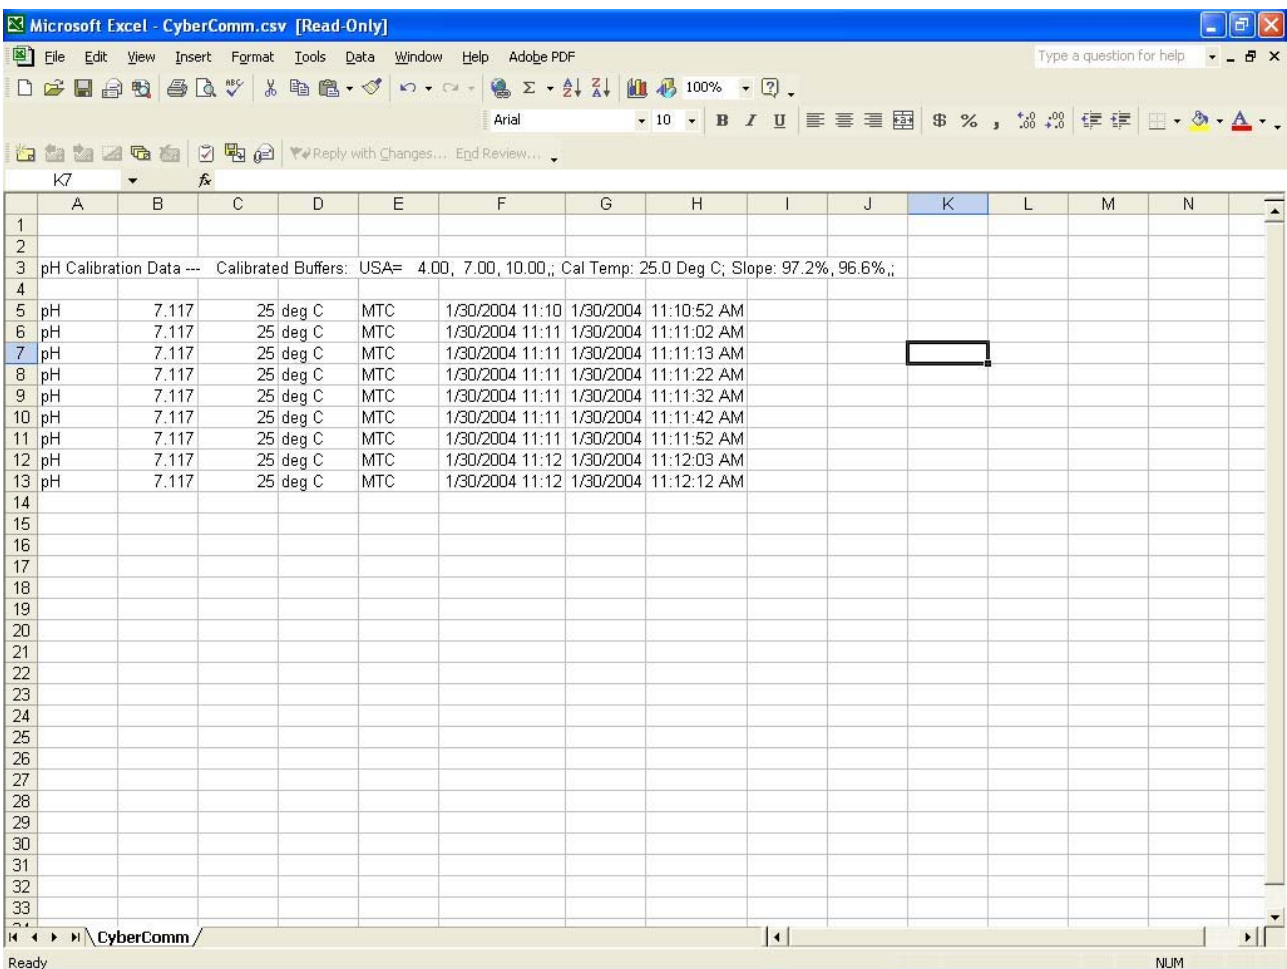 Microsoft Excel - CyberComm.csv [Read-Only]
File Edit View Insert Format Tools Data Window Help Adobe PDF Type a question for help
100%
Arial 10 B I U $ % ,
Reply with Changes... End Review...
K7 fx
A B C D E F G H I J K L M N
1
2
3 pH Calibration Data --- Calibrated Buffers: USA= 4.00, 7.00, 10.00,; Cal Temp: 25.0 Deg C; Slope: 97.2%, 96.6%,;
4
5 pH 7.117 25 deg C MTC 1/30/2004 11:10 1/30/2004 11:10:52 AM
6 pH 7.117 25 deg C MTC 1/30/2004 11:11 1/30/2004 11:11:02 AM
7 pH 7.117 25 deg C MTC 1/30/2004 11:11 1/30/2004 11:11:13 AM
8 pH 7.117 25 deg C MTC 1/30/2004 11:11 1/30/2004 11:11:22 AM
9 pH 7.117 25 deg C MTC 1/30/2004 11:11 1/30/2004 11:11:32 AM
10 pH 7.117 25 deg C MTC 1/30/2004 11:11 1/30/2004 11:11:42 AM
11 pH 7.117 25 deg C MTC 1/30/2004 11:11 1/30/2004 11:11:52 AM
12 pH 7.117 25 deg C MTC 1/30/2004 11:12 1/30/2004 11:12:03 AM
13 pH 7.117 25 deg C MTC 1/30/2004 11:12 1/30/2004 11:12:12 AM
14
15
16
17
18
19
20
21
22
23
24
25
26
27
28
29
30
31
32
33
CyberComm
Ready NUM